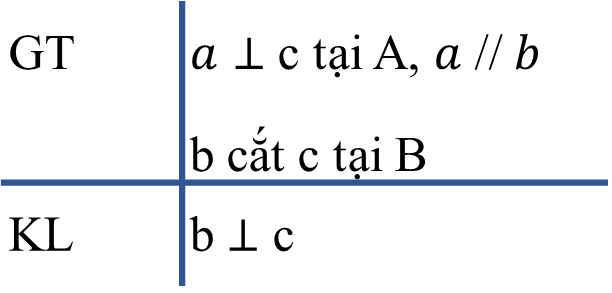 GT a ⊥ c tại A, a // b
b cắt c tại B
KL b ⊥ c